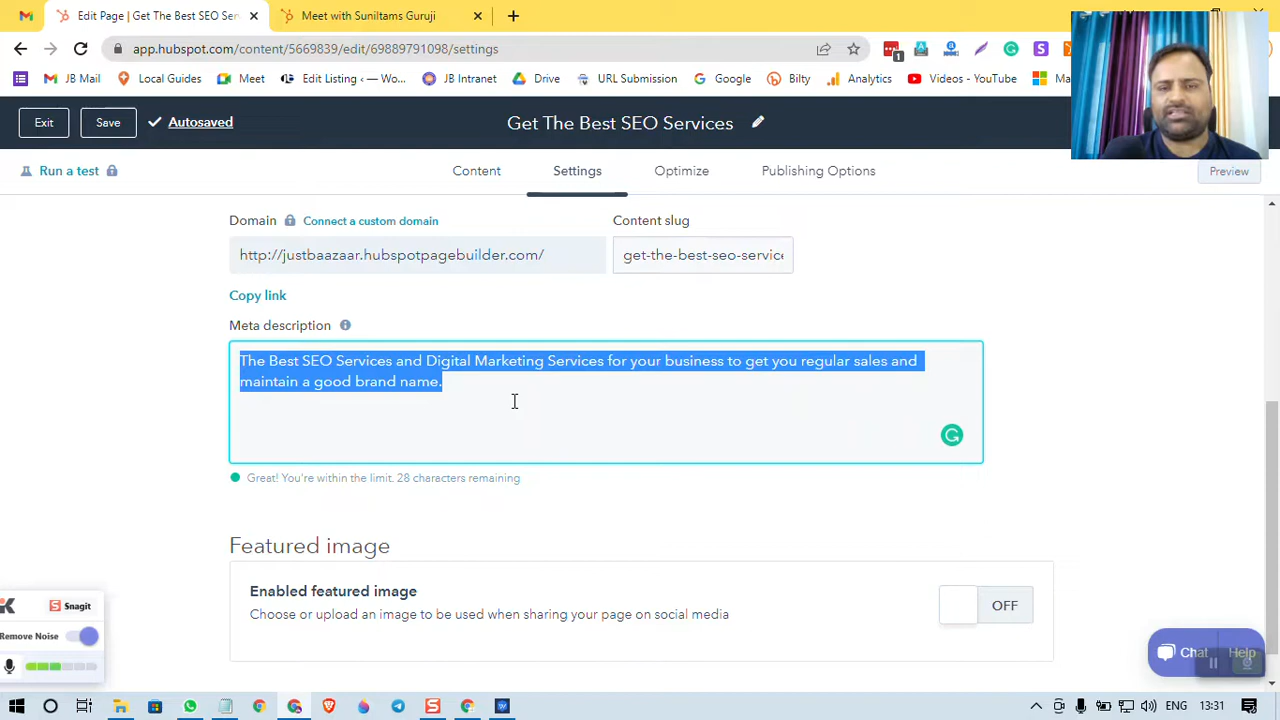 Edit Page | Get The Best SEO Ser
Meet with Suniltams Guruji
app.hubspot.com/content/5669839/edit/69889791098/settings
1
JB Mail
Local Guides
Meet
Edit Listing ‹ — Wo...
JB Intranet
Drive
URL Submission
Google
Bilty
Analytics
Videos - YouTube
Exit
Save
Autosaved
Get The Best SEO Services
Run a test
Content
Settings
Optimize
Publishing Options
Preview
Domain
Connect a custom domain
Content slug
http://justbaazaar.hubspotpagebuilder.com/
get-the-best-seo-service
Copy link
Meta description
The Best SEO Services and Digital Marketing Services for your business to get you regular sales and
maintain a good brand name.
Great! You're within the limit. 28 characters remaining
Featured image
Enabled featured image
Choose or upload an image to be used when sharing your page on social media
OFF
Snagit
Remove Noise
Chat
Help
ENG
13:31